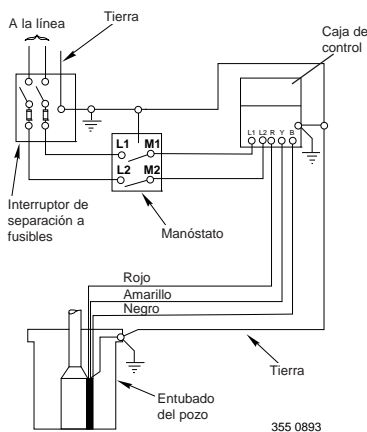 A la línea
Tierra
Caja de
control
L1 M1
L2 M2
L1 L2 R Y B
Interruptor de
separación a
fusibles
Manóstato
Rojo
Amarillo
Negro
Tierra
Entubado
del pozo
355 0893